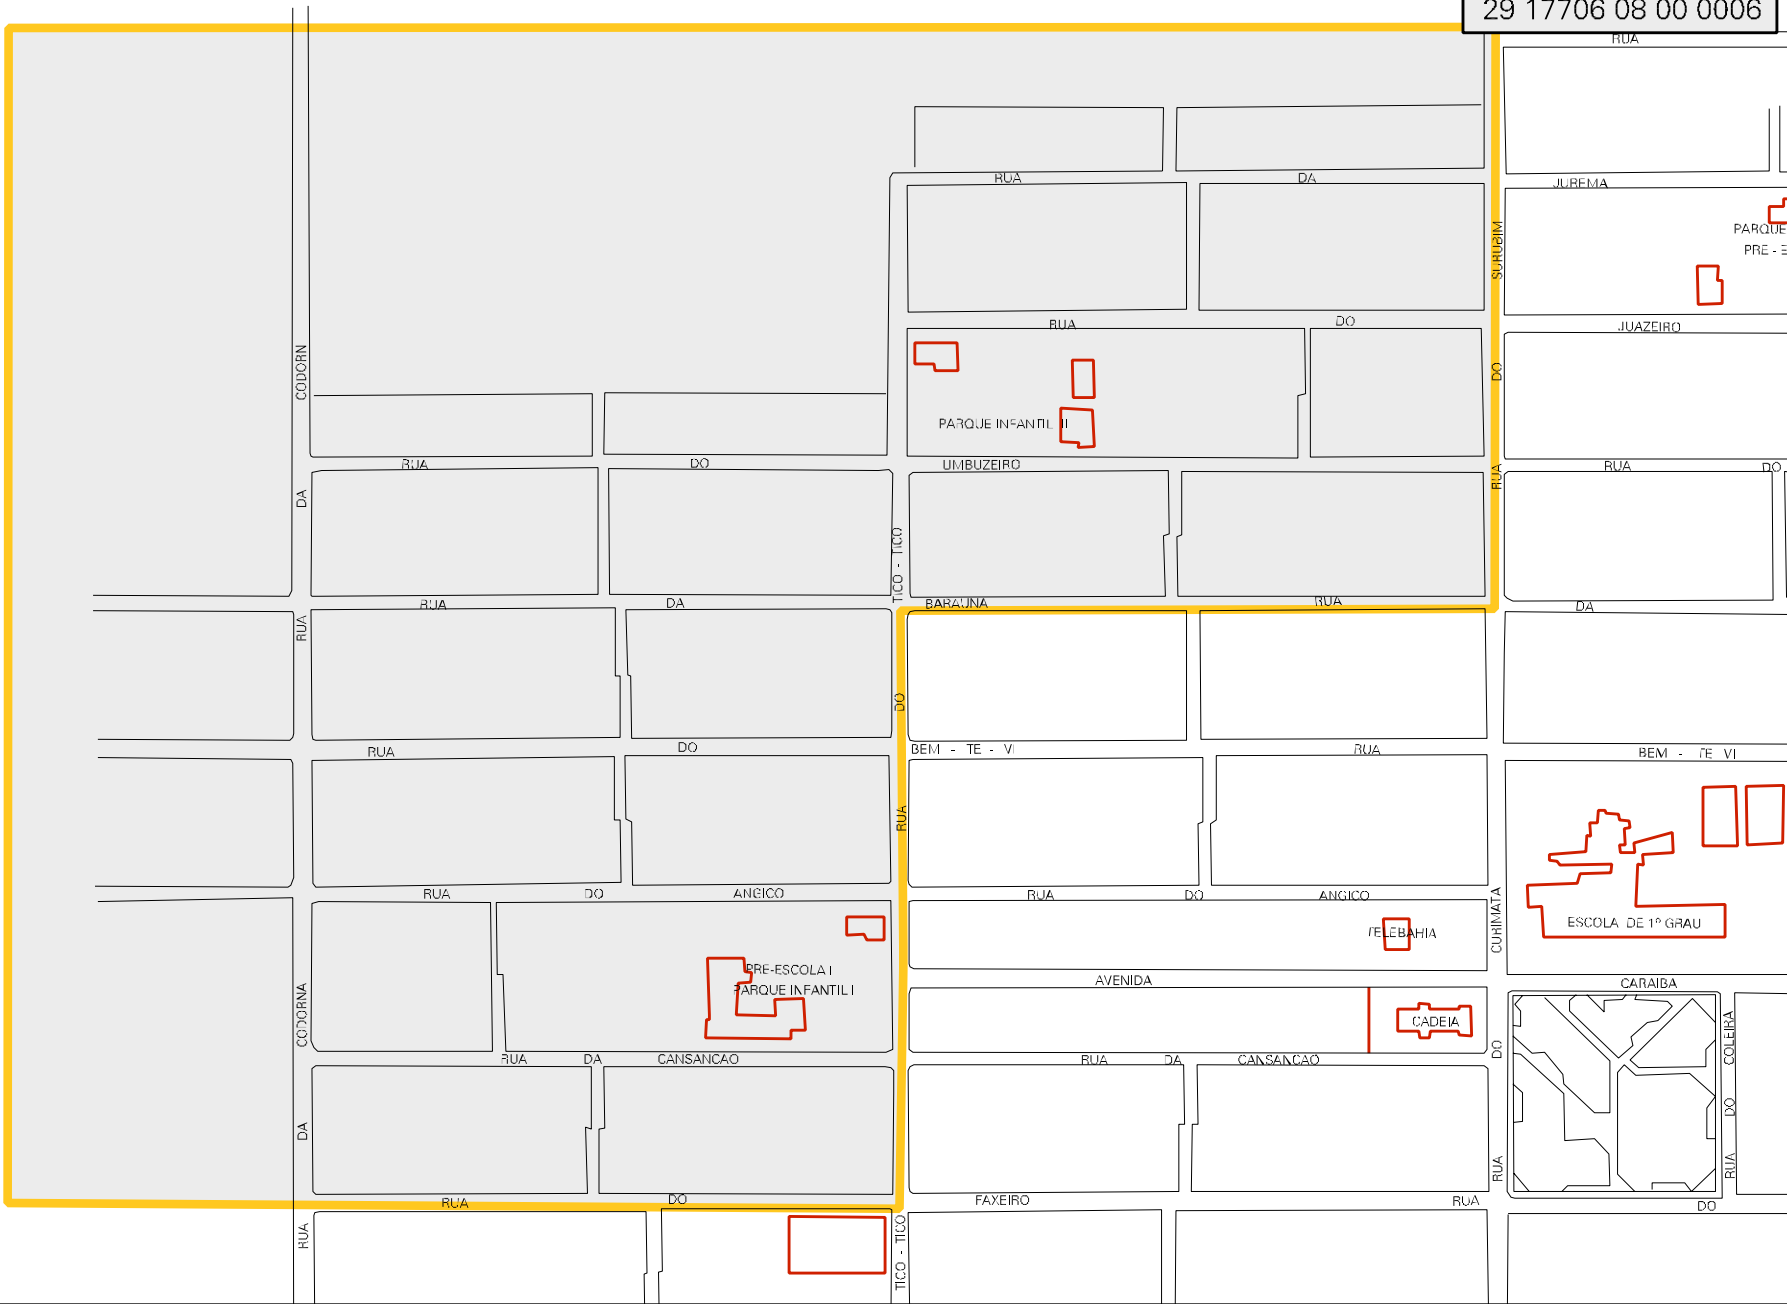 29 17706 08 00 0006
RUA
RUA DA JUREMA
SURUBIM
PARQUE
PRE - E
RUA DO JUAZEIRO
CODORN
DO
PARQUE INFANTIL II
RUA DO UMBUZEIRO
RUA
RUA DO
DA
TICO - TICO
RUA DA BARAUNA RUA DA
RUA
DO
RUA DO BEM - TE - VI RUA BEM - TE VI
RUA
RUA DO ANGICO RUA DO ANGICO
CURIMATA
ESCOLA DE 1º GRAU
TELEBAHIA
PRE-ESCOLA I
PARQUE INFANTIL I
AVENIDA CARAIBA
CODORNA
CADEIA
COLEIRA
RUA DA CANSANCAO RUA DA CANSANCAO
DO
DO
DA
RUA
RUA
RUA DO FAXEIRO RUA DO
RUA
TICO - TICO